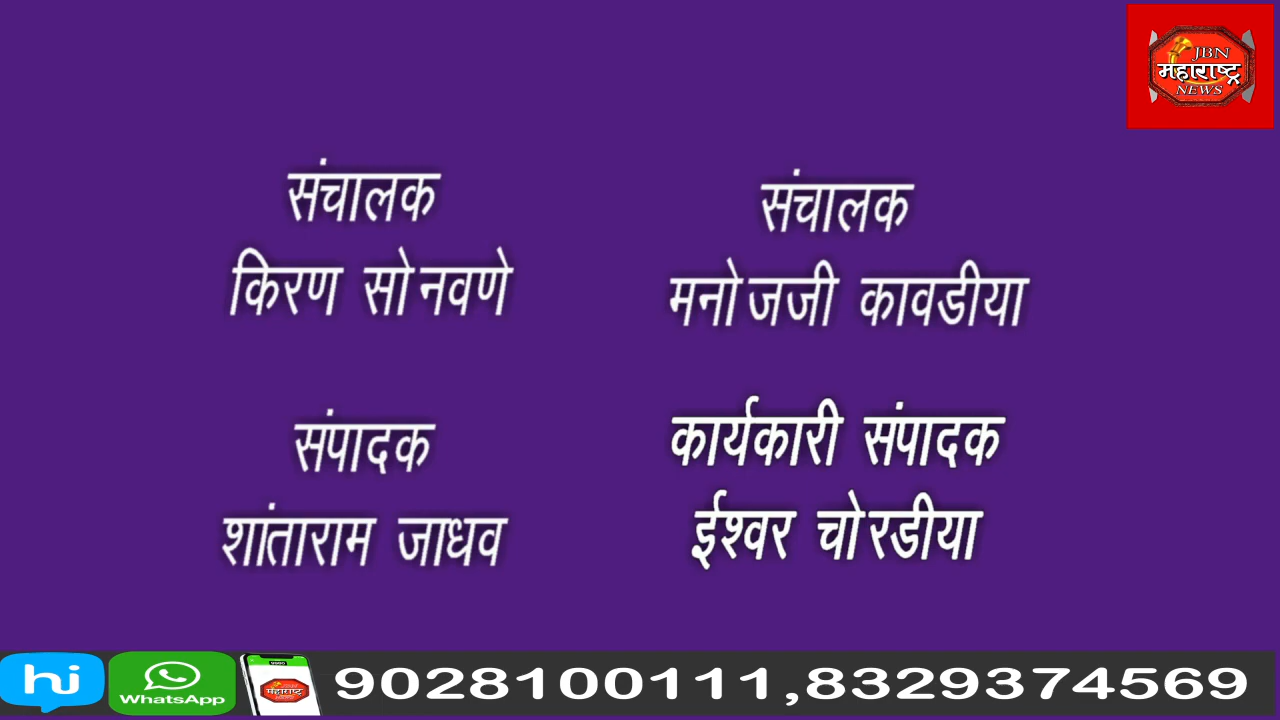 JBN
महाराष्ट्र
NEWS
संचालक
किरण सोनवणे
संचालक
मनोजजी कावडीया
संपादक
शांताराम जाधव
कार्यकारी संपादक
ईश्वर चोरडीया
hi
WhatsApp
महाराष्ट्र
9028100111,8329374569